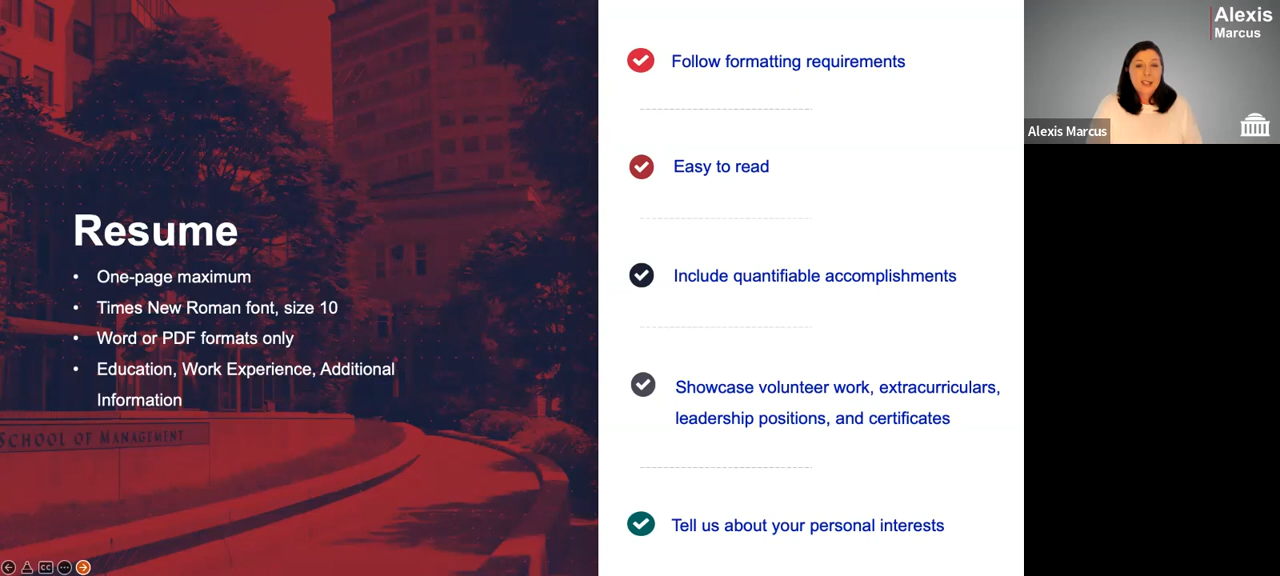 Resume
• One-page maximum
• Times New Roman font, size 10
• Word or PDF formats only
• Education, Work Experience, Additional
Information
SCHOOL OF MANAGEMENT
CC
Follow formatting requirements
Easy to read
Include quantifiable accomplishments
Showcase volunteer work, extracurriculars,
leadership positions, and certificates
Tell us about your personal interests
Alexis
Marcus
Alexis Marcus